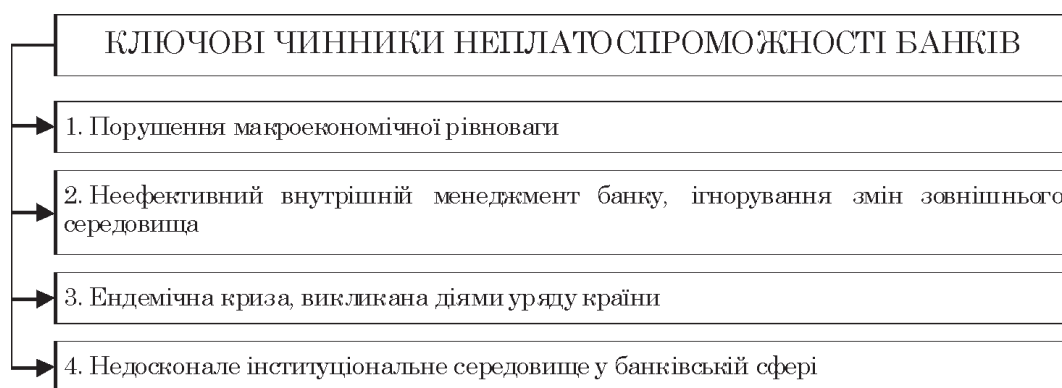 КЛЮЧОВІ ЧИННИКИ НЕПЛАТОСПРОМОЖНОСТІ БАНКІВ
1. Порушення макроекономічної рівноваги
2. Неефективний внутрішній менеджмент банку, ігнорування змін зовнішнього
середовища
3. Ендемічна криза, викликана діями уряду країни
4. Недосконале інституціональне середовище у банківській сфері